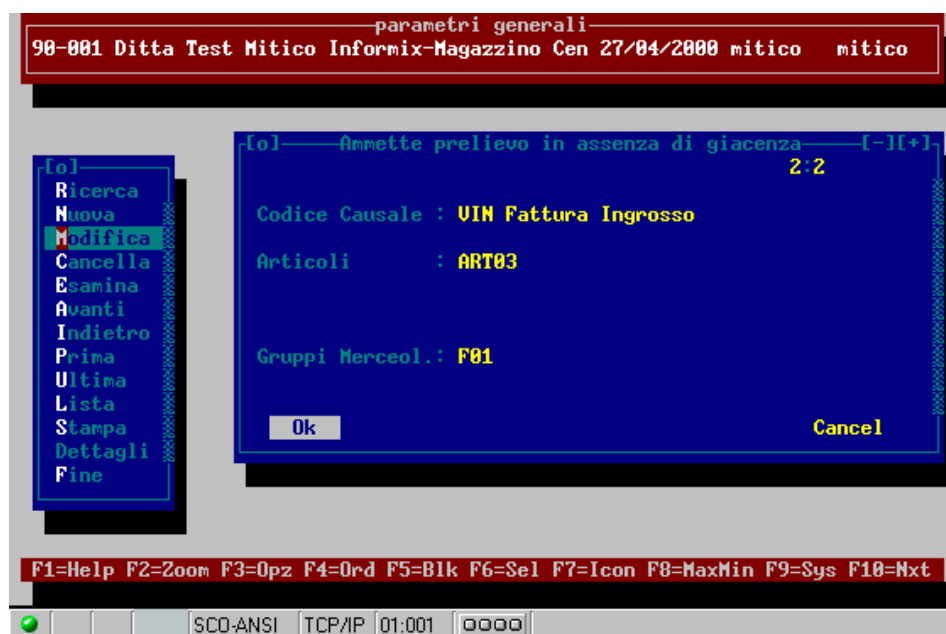 parametri generali
90-001 Ditta Test Mitico Informix-Magazzino Cen 27/04/2000 mitico mitico
[o] Ammette prelievo in assenza di giacenza [-][+]
2:2
[o]
Ricerca
Nuova
Modifica
Cancella
Esamina
Avanti
Indietro
Prima
Ultima
Lista
Stampa
Dettagli
Fine
Codice Causale : VIN Fattura Ingrosso
Articoli : ART03
Gruppi Merceol.: F01
Ok Cancel
F1=Help F2=Zoom F3=Opz F4=Ord F5=Blk F6=Sel F7=Icon F8=MaxMin F9=Sys F10=Nxt
SCO-ANSI TCP/IP 01:001